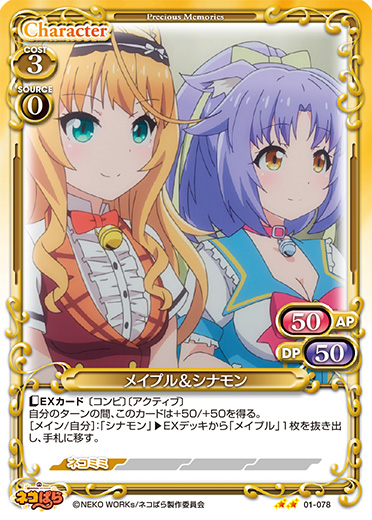 Precious Memories
Character
COST
3
SOURCE
0
50 AP
DP 50
メイプル&シナモン
EXカード [コンビ][アクティブ]
自分のターンの間、このカードは+50/+50を得る。
[メイン/自分]:「シナモン」▶EXデッキから「メイプル」1枚を抜き出
し、手札に移す。
ネコミミ
ネコぱら
©NEKO WORKs/ネコぱら製作委員会
01-078